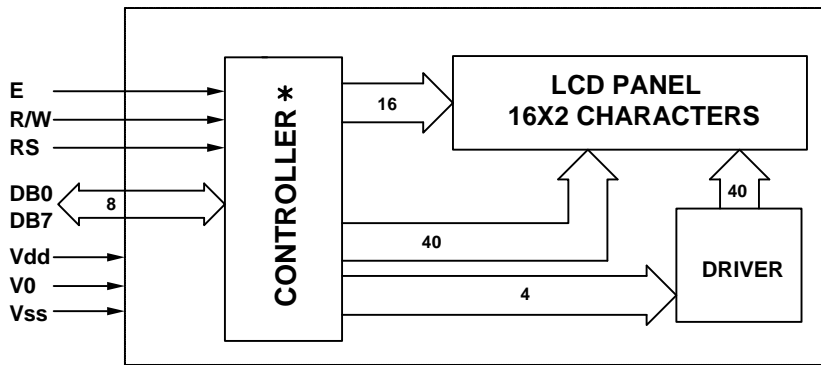 E
R/W
RS
DB0
DB7
Vdd
V0
Vss
8
CONTROLLER *
16
40
4
LCD PANEL
16X2 CHARACTERS
40
DRIVER